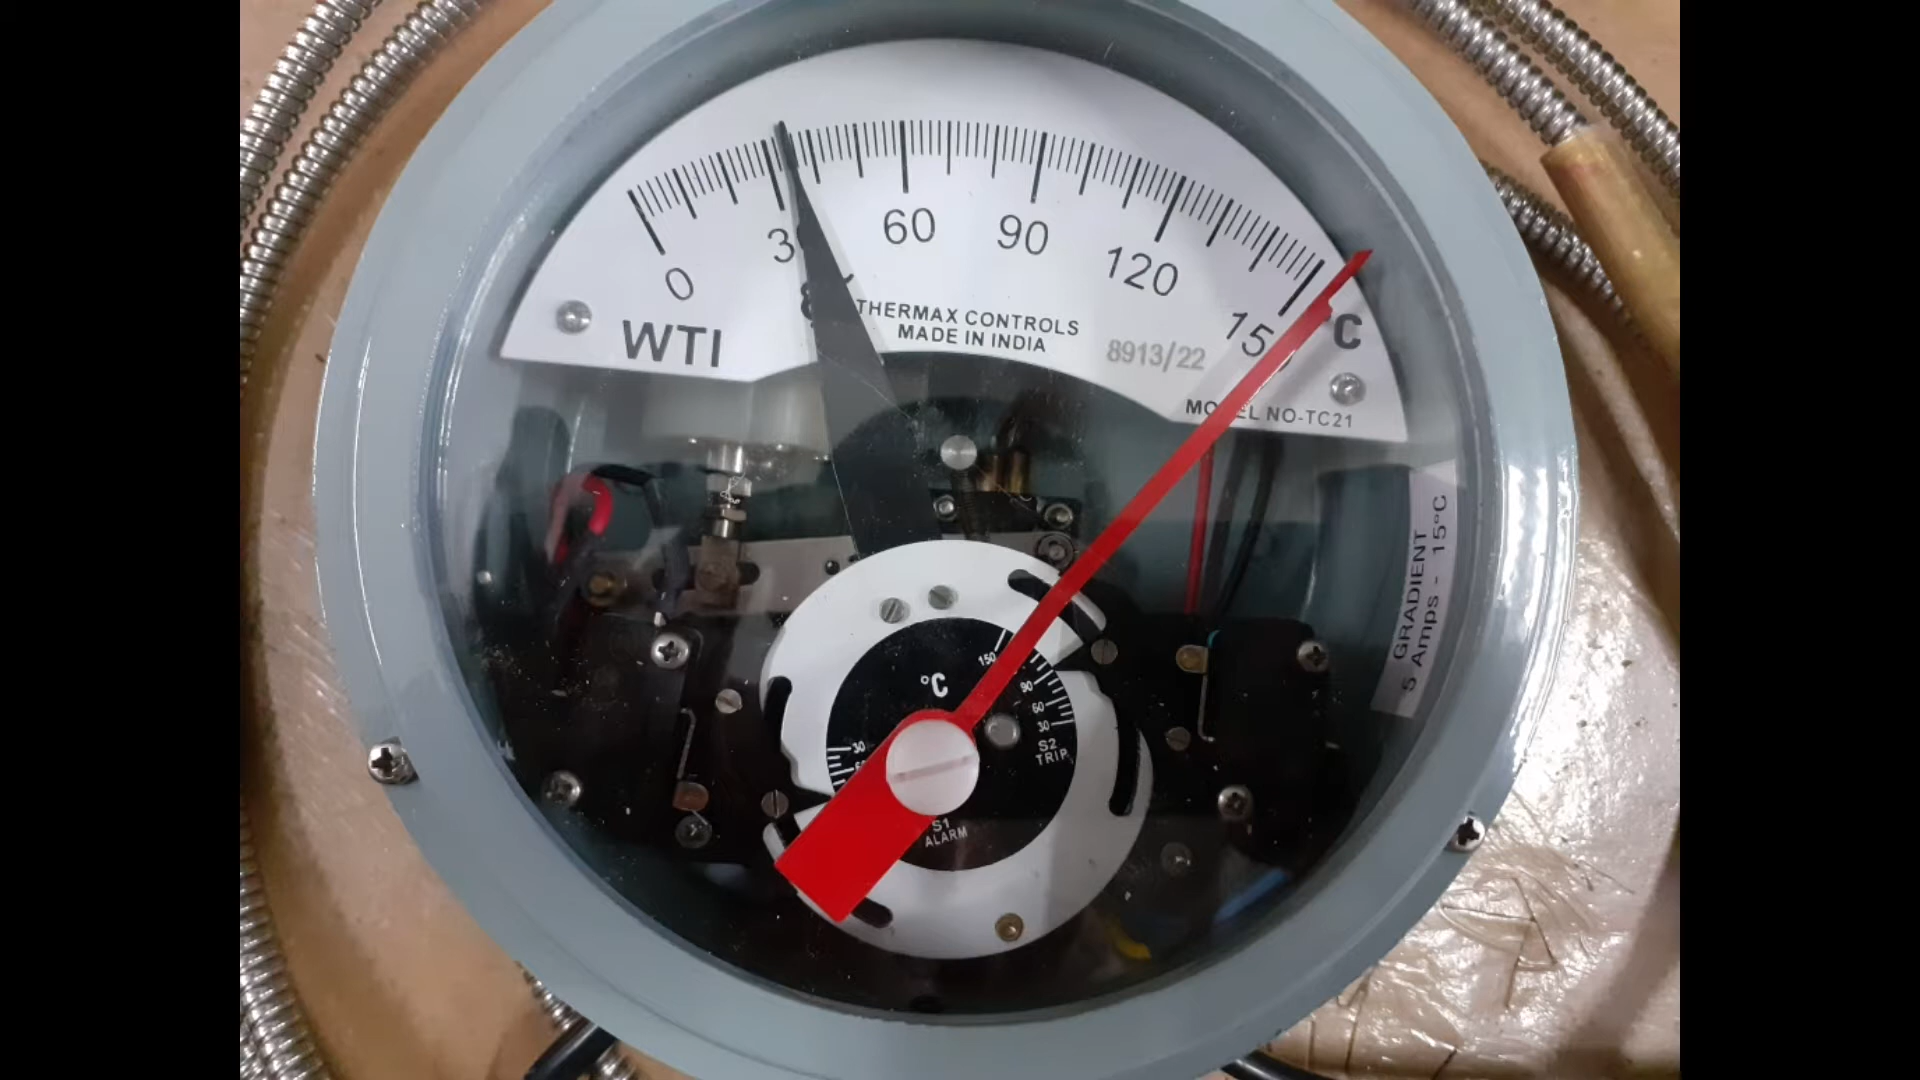 0
60
90
120
°C
WTI
THERMAX CONTROLS
MADE IN INDIA
8913/22
NO-TC21
GRADIENT
5 Amps - 15°C
°C
150
90
60
30
S2
TRIP
30
S1
ALARM